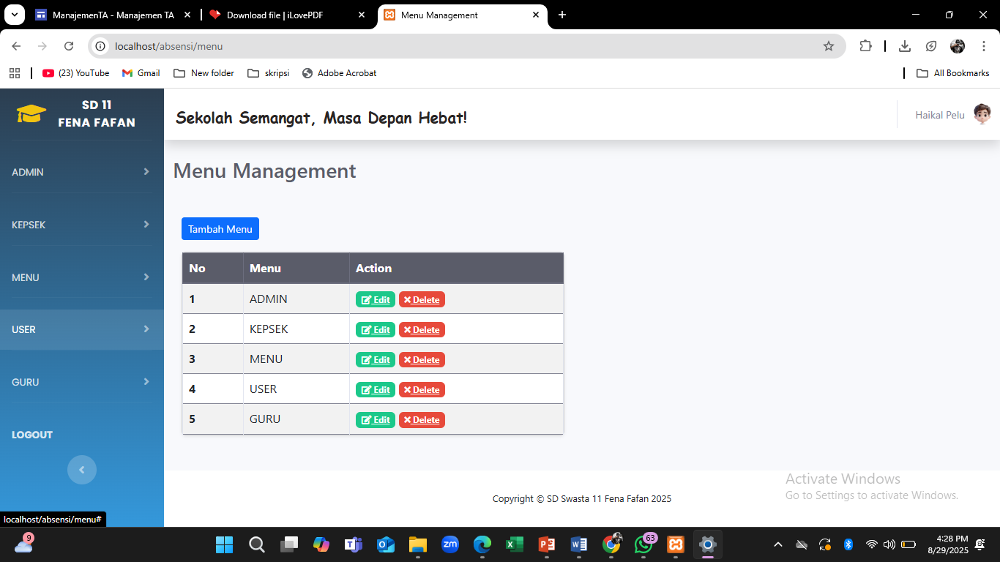 ManajemenTA - Manajemen TA
Download file | iLovePDF
Menu Management
localhost/absensi/menu
(23) YouTube
Gmail
New folder
skripsi
Adobe Acrobat
All Bookmarks
SD 11
FENA FAFAN
Sekolah Semangat, Masa Depan Hebat!
Haikal Pelu
ADMIN
KEPSEK
MENU
USER
GURU
LOGOUT
Menu Management
Tambah Menu
No Menu Action
1 ADMIN Edit Delete
2 KEPSEK Edit Delete
3 MENU Edit Delete
4 USER Edit Delete
5 GURU Edit Delete
Activate Windows
Go to Settings to activate Windows.
Copyright © SD Swasta 11 Fena Fafan 2025
localhost/absensi/menu#
9
zm
63
4:28 PM
8/29/2025